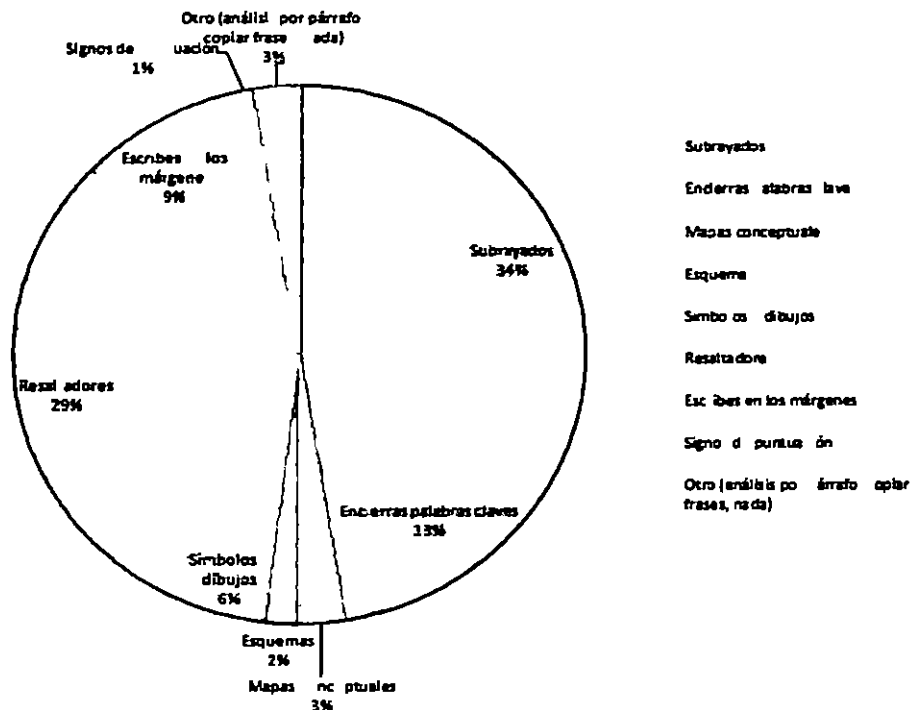 Otro (análisi por párrafo
copiar frase ada)
3%
Signos de uación
1%
Escribes los
márgene
9%
Subrayados
34%
Resal adores
29%
Encierras palabras claves
13%
Símbolos
dibujos
6%
Esquemas
2%
Mapas nc ptuales
3%
Subrayados
Encierras alabras lave
Mapas conceptuale
Esquema
Símbo os dibujos
Resaltadore
Esc ibes en los márgenes
Signo d puntua ón
Otro (análisis po árrafo opiar
frases, nada)